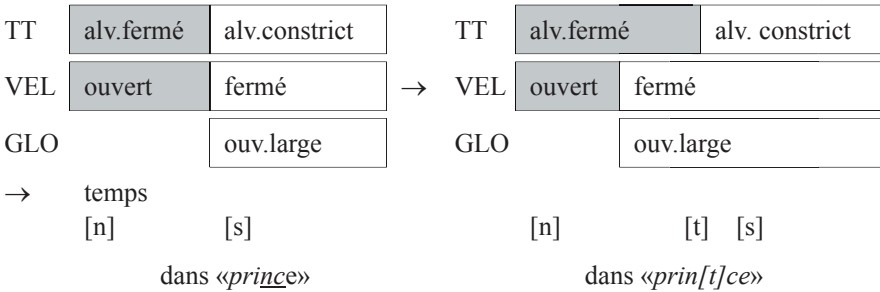 TT alv.fermé alv.constrict TT alv.fermé alv. constrict
VEL ouvert fermé → VEL ouvert fermé
GLO ouv.large GLO ouv.large
→ temps
[n] [s] [n] [t] [s]
dans «prince» dans «prin[t]ce»